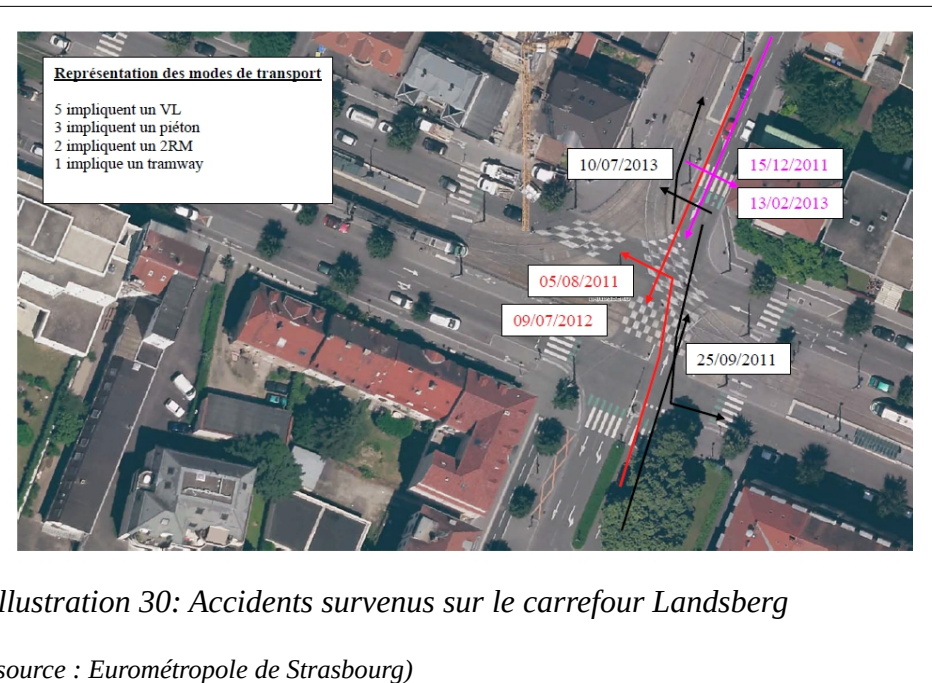 Représentation des modes de transport
5 impliquent un VL
3 impliquent un piéton
2 impliquent un 2RM
1 implique un tramway
10/07/2013
15/12/2011
13/02/2013
05/08/2011
09/07/2012
25/09/2011
llustration 30: Accidents survenus sur le carrefour Landsberg
source : Eurométropole de Strasbourg)